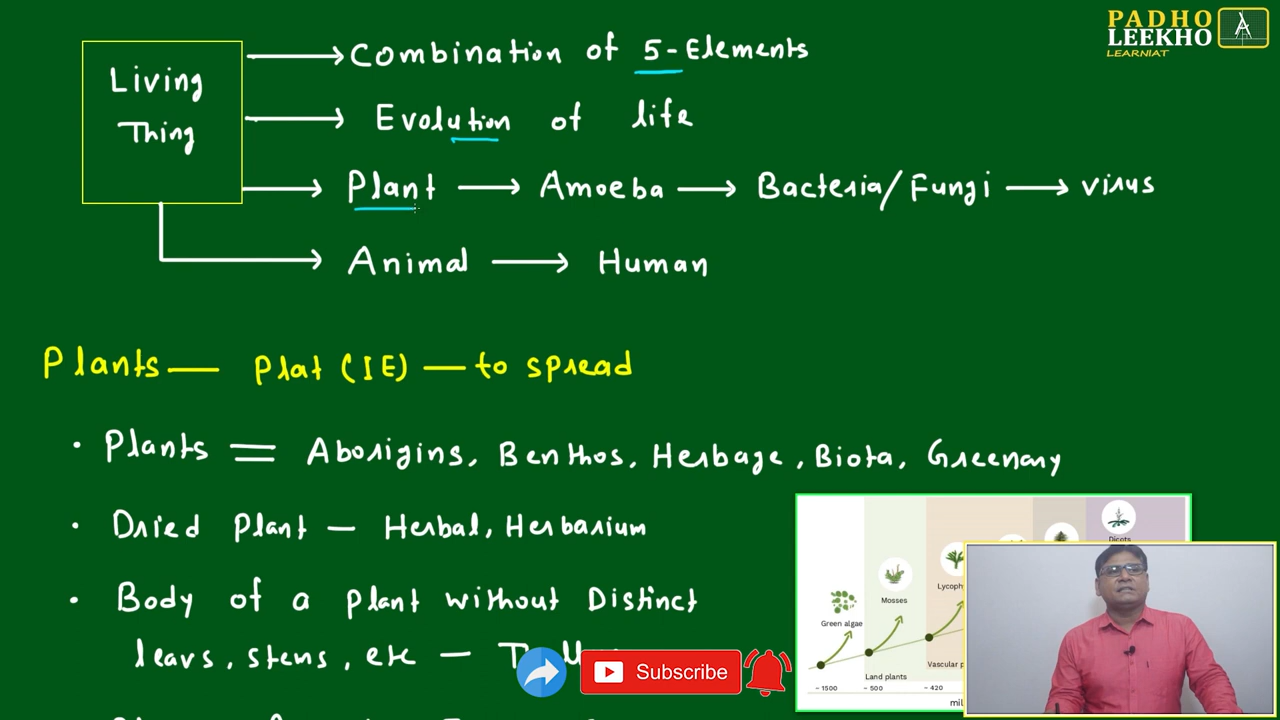 PADHO
LEEKHO
LEARNIAT
Living
Thing
Combination of 5-Elements
Evolution of life
Plant Amoeba Bacteria/Fungi virus
Animal Human
Plants — Plat (IE) — to spread
• Plants = Aborigins, Benthos, Herbage, Biota, Greenary
• Dried Plant — Herbal, Herbarium
• Body of a plant without Distinct
leavs, stens, etc —
Subscribe
Dicots
Mosses
Green algae
Land plants
~ 1500 ~ 500 ~ 420